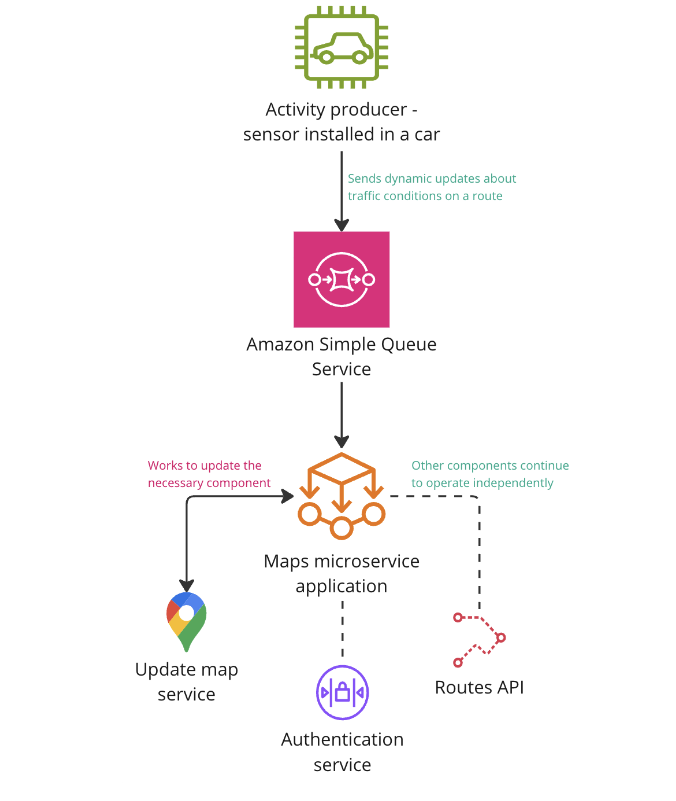 Activity producer -
sensor installed in a car
Sends dynamic updates about
traffic conditions on a route
Amazon Simple Queue
Service
Works to update the
necessary component
Other components continue
to operate independently
Maps microservice
application
Update map
service
Routes API
Authentication
service